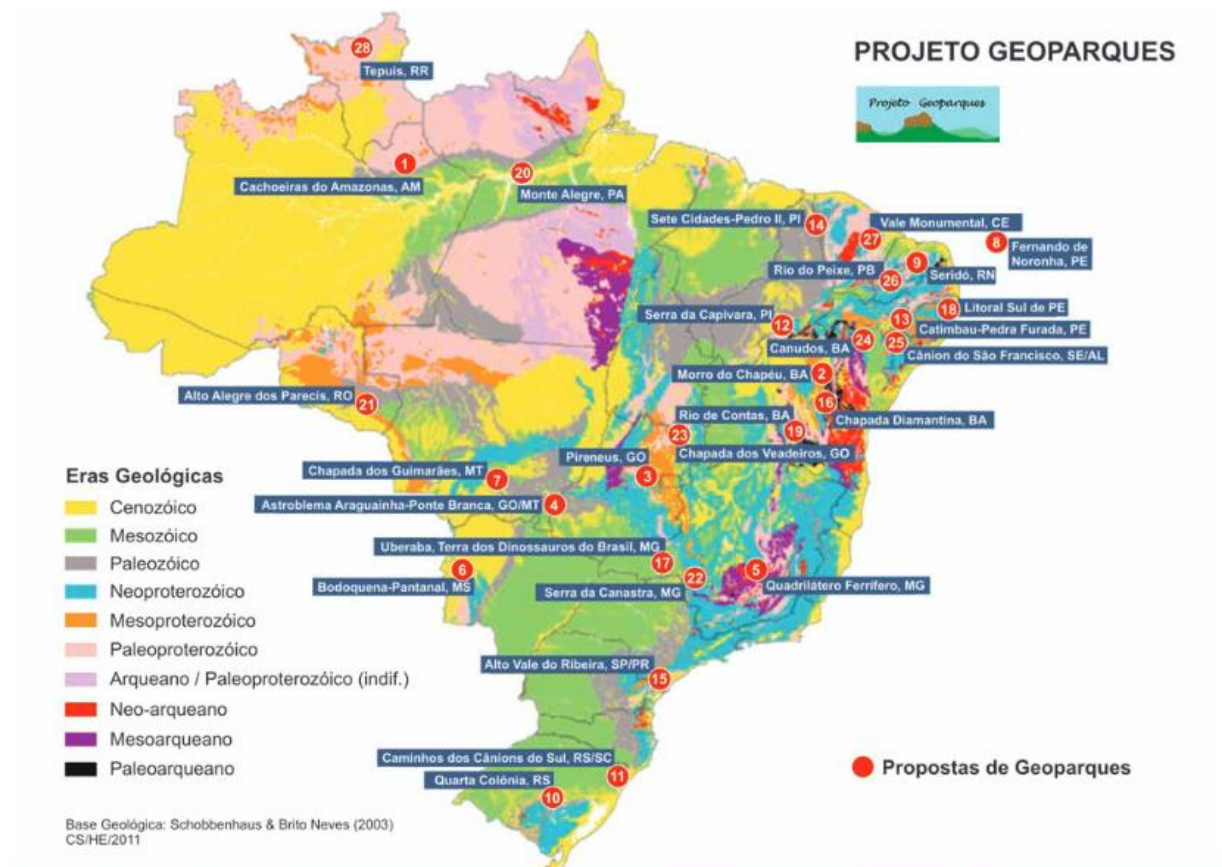 PROJETO GEOPARQUES
Projeto Geoparques
28
Tepuis, RR
1
Cachoeiras do Amazonas, AM
20
Monte Alegre, PA
Sete Cidades-Pedro II, PI
14
Vale Monumental, CE
27
8
Fernando de
Noronha, PE
9
Seridó, RN
Rio do Peixe, PB
26
Litoral Sul de PE
18
Serra da Capivara, PI
12
13
Catimbau-Pedra Furada, PE
Canudos, BA
24
25
Cânion do São Francisco, SE/AL
Morro do Chapéu, BA
2
Alto Alegre dos Parecis, RO
21
16
Chapada Diamantina, BA
Rio de Contas, BA
19
23
Chapada dos Veadeiros, GO
Pireneus, GO
3
Chapada dos Guimarães, MT
7
Astroblema Araguainha-Ponte Branca, GO/MT
4
Uberaba, Terra dos Dinossauros do Brasil, MG
17
6
Bodoquena-Pantanal, MS
22
Serra da Canastra, MG
5
Quadrilátero Ferrífero, MG
Alto Vale do Ribeira, SP/PR
15
Caminhos dos Cânions do Sul, RS/SC
11
Quarta Colônia, RS
10
Eras Geológicas
Cenozóico
Mesozóico
Paleozóico
Neoproterozóico
Mesoproterozóico
Paleoproterozóico
Arqueano / Paleoproterozóico (indif.)
Neo-arqueano
Mesoarqueano
Paleoarqueano
Propostas de Geoparques
Base Geológica: Schobbenhaus & Brito Neves (2003)
CS/HE/2011